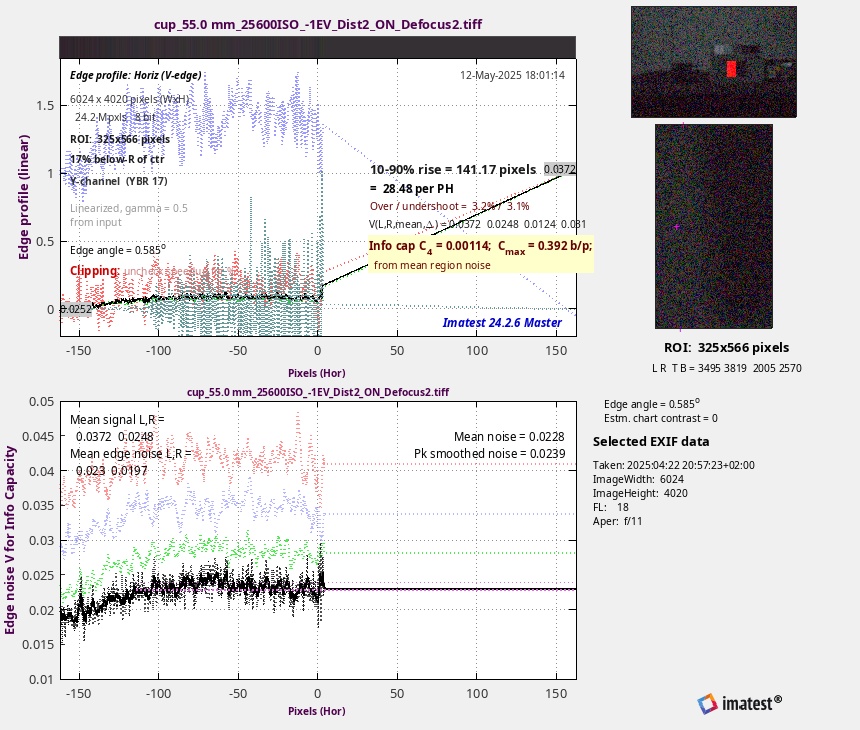 cup_55.0 mm_25600ISO_-1EV_Dist2_ON_Defocus2.tiff
Edge profile: Horiz (V-edge)
12-May-2025 18:01:14
6024 x 4020 pixels (WxH)
24.2 Mpxls 8 bit
ROI: 325x566 pixels
17% below-R of ctr
Y-channel (YBR 17)
Linearized, gamma = 0.5
from input
Edge angle = 0.585°
Clipping:
10-90% rise = 141.17 pixels
= 28.48 per PH
Over / undershoot = 3.2% / 3.1%
V(L,R,mean,△) = 0.0372 0.0248 0.0124 0.031
Info cap C4 = 0.00114; Cmax = 0.392 b/p;
from mean region noise
Imatest 24.2.6 Master
0.0372
0.0252
Edge profile (linear)
1.5
1
0.5
0
-150 -100 -50 0 50 100 150
Pixels (Hor)
cup_55.0 mm_25600ISO_-1EV_Dist2_ON_Defocus2.tiff
Mean signal L,R =
0.0372 0.0248
Mean edge noise L,R =
0.023 0.0197
Mean noise = 0.0228
Pk smoothed noise = 0.0239
Edge noise V for Info Capacity
0.05
0.045
0.04
0.035
0.03
0.025
0.02
0.015
0.01
-150 -100 -50 0 50 100 150
Pixels (Hor)
ROI: 325x566 pixels
L R T B = 3495 3819 2005 2570
Edge angle = 0.585°
Estm. chart contrast = 0
Selected EXIF data
Taken: 2025:04:22 20:57:23+02:00
ImageWidth: 6024
ImageHeight: 4020
FL: 18
Aper: f/11
imatest®